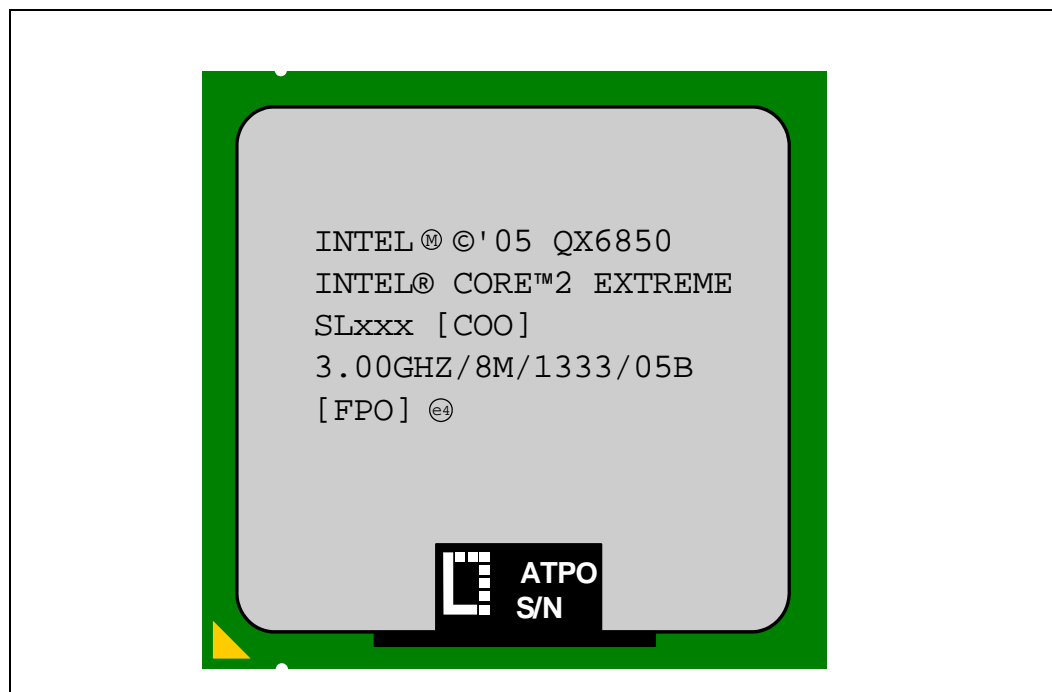 INTEL Ⓜ ©'05 QX6850
INTEL® CORE™2 EXTREME
SLxxx [COO]
3.00GHZ/8M/1333/05B
[FPO] (e4)
ATPO
S/N